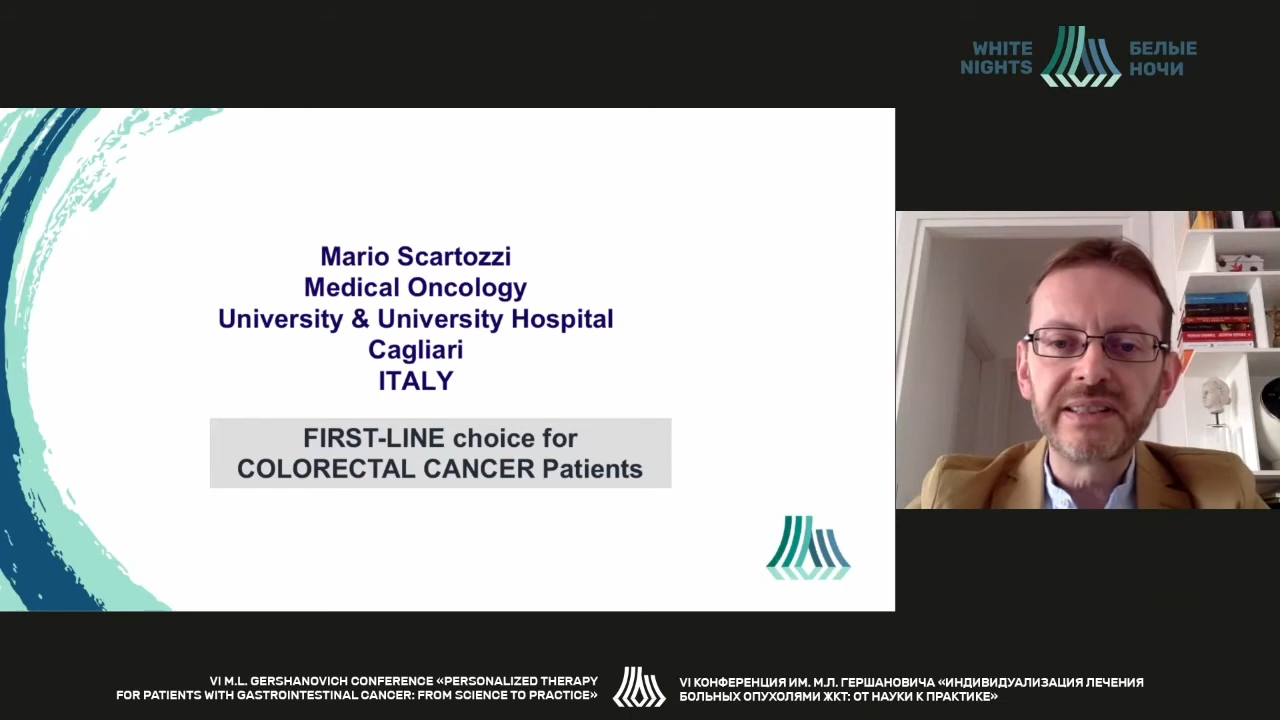 WHITE
NIGHTS
БЕЛЫЕ
НОЧИ
Mario Scartozzi
Medical Oncology
University & University Hospital
Cagliari
ITALY
FIRST-LINE choice for
COLORECTAL CANCER Patients
VI M.L. GERSHANOVICH CONFERENCE «PERSONALIZED THERAPY
FOR PATIENTS WITH GASTROINTESTINAL CANCER: FROM SCIENCE TO PRACTICE»
VI КОНФЕРЕНЦИЯ ИМ. М.Л. ГЕРШАНОВИЧА «ИНДИВИДУАЛИЗАЦИЯ ЛЕЧЕНИЯ
БОЛЬНЫХ ОПУХОЛЯМИ ЖКТ: ОТ НАУКИ К ПРАКТИКЕ»